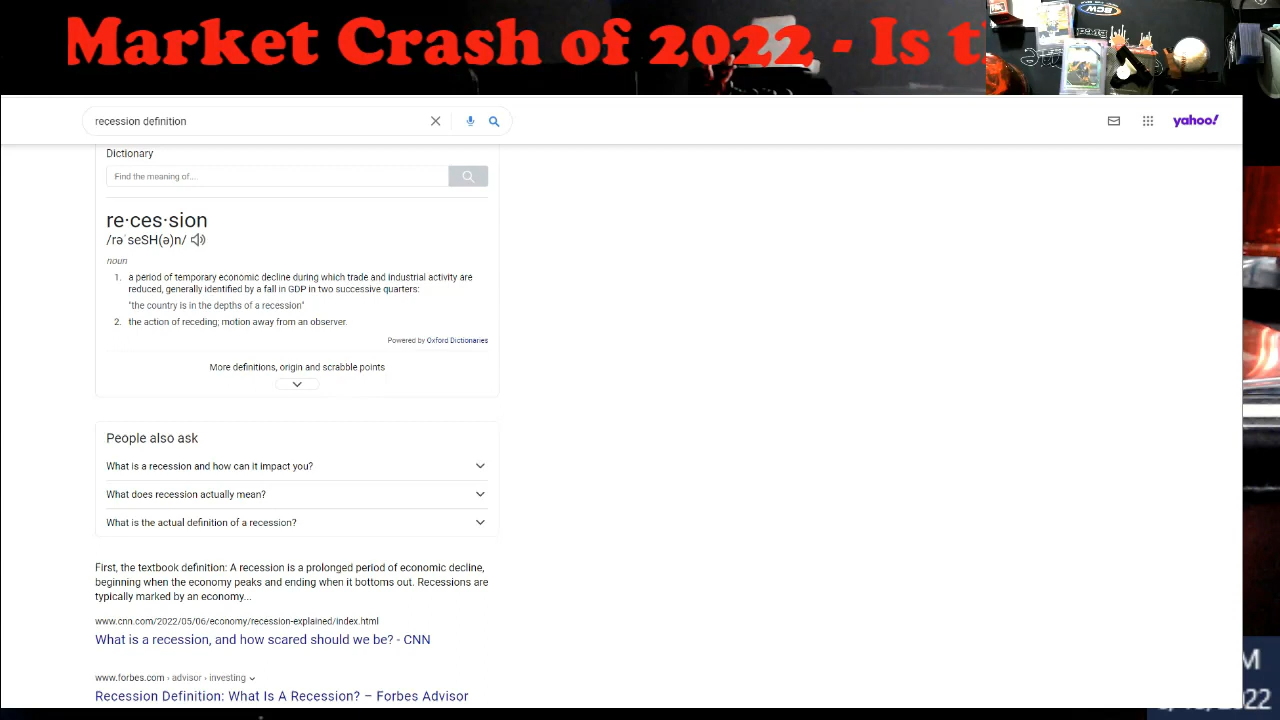 Market Crash of 2022 - Is t
recession definition
yahoo!
Dictionary
Find the meaning of....
re·ces·sion
/rəˈseSH(ə)n/
noun
1. a period of temporary economic decline during which trade and industrial activity are
reduced, generally identified by a fall in GDP in two successive quarters:
"the country is in the depths of a recession"
2. the action of receding; motion away from an observer.
Powered by Oxford Dictionaries
More definitions, origin and scrabble points
People also ask
What is a recession and how can it impact you?
What does recession actually mean?
What is the actual definition of a recession?
First, the textbook definition: A recession is a prolonged period of economic decline,
beginning when the economy peaks and ending when it bottoms out. Recessions are
typically marked by an economy...
www.cnn.com/2022/05/06/economy/recession-explained/index.html
What is a recession, and how scared should we be? - CNN
www.forbes.com › advisor › investing
Recession Definition: What Is A Recession? – Forbes Advisor
M